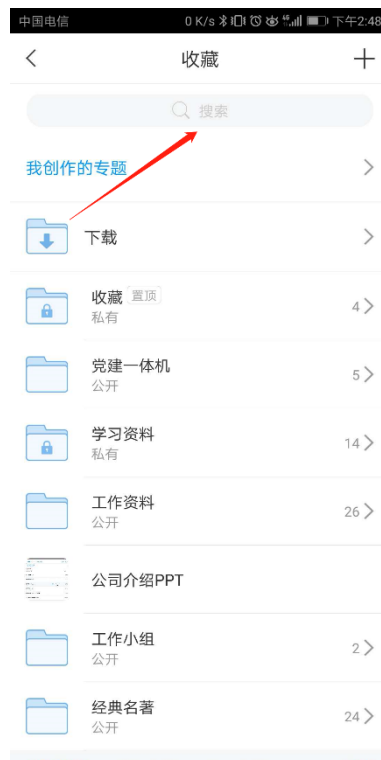 中国电信 0 K/s 46 下午2:48
收藏
搜索
我创作的专题
下载
收藏 置顶
私有
4
党建一体机
公开
5
学习资料
私有
14
工作资料
公开
26
公司介绍PPT
工作小组
公开
2
经典名著
公开
24